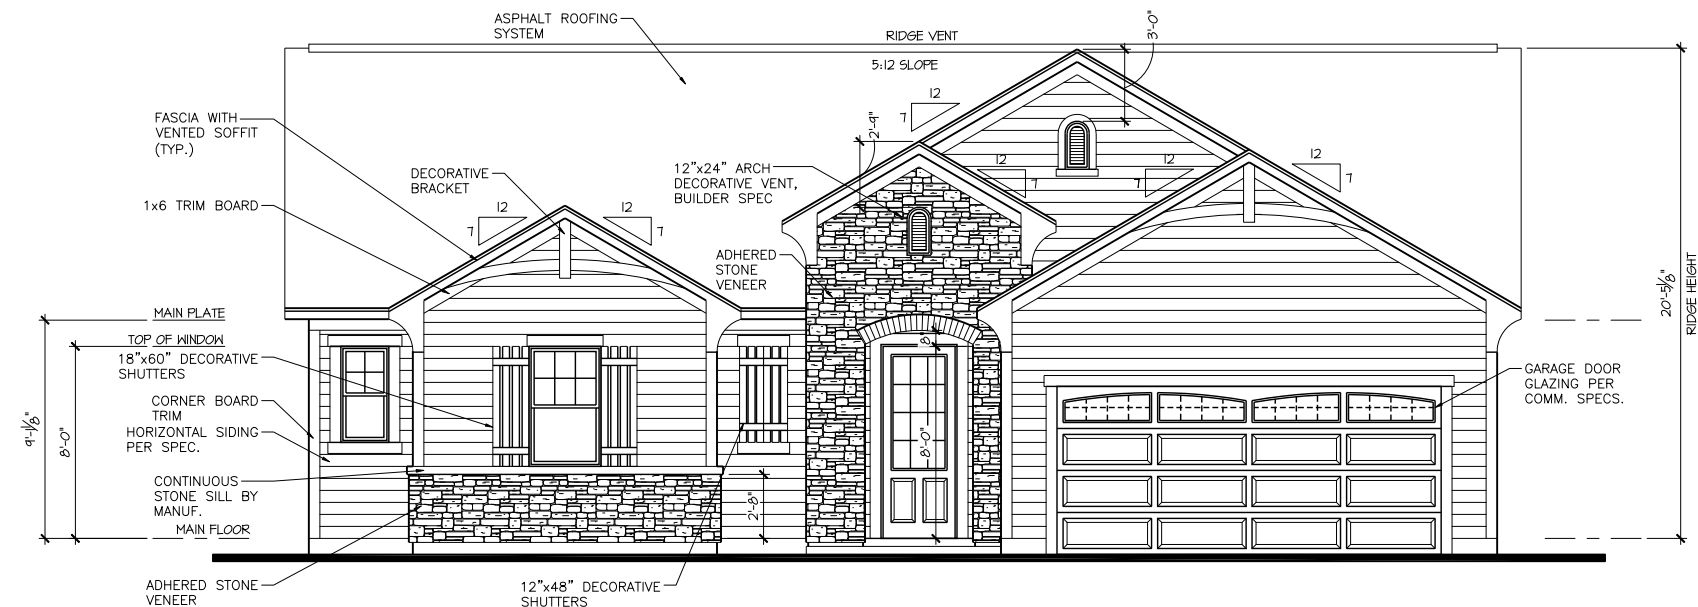 ASPHALT ROOFING
SYSTEM
RIDGE VENT
5:12 SLOPE
3'-0"
12
7
FASCIA WITH
VENTED SOFFIT
(TYP.)
2'-9"
DECORATIVE
BRACKET
12"x24" ARCH
DECORATIVE VENT,
BUILDER SPEC
12
7
12
7
12
7
1x6 TRIM BOARD
12
7
12
7
ADHERED
STONE
VENEER
20'-5 1/8"
RIDGE HEIGHT
MAIN PLATE
TOP OF WINDOW
18"x60" DECORATIVE
SHUTTERS
8"
GARAGE DOOR
GLAZING PER
COMM. SPECS.
CORNER BOARD
TRIM
HORIZONTAL SIDING
PER SPEC.
9'-1 1/8"
8'-0"
8'-0"
CONTINUOUS
STONE SILL BY
MANUF.
2'-8"
MAIN FLOOR
ADHERED STONE
VENEER
12"x48" DECORATIVE
SHUTTERS